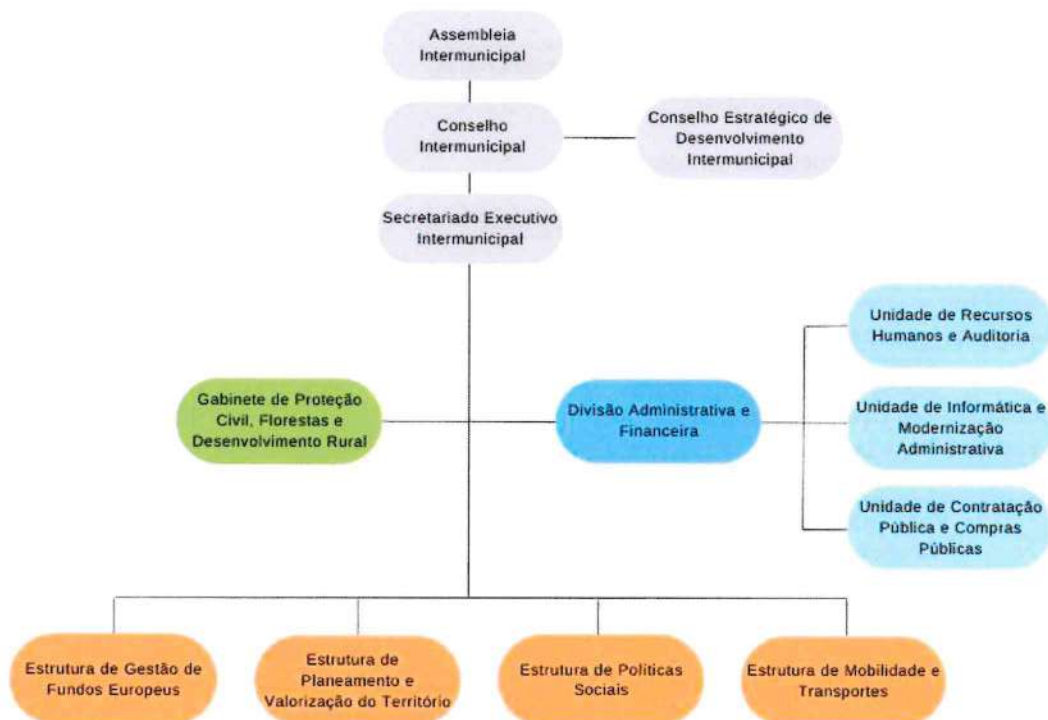 Assembleia
Intermunicipal
Conselho
Intermunicipal
Conselho Estratégico de
Desenvolvimento
Intermunicipal
Secretariado Executivo
Intermunicipal
Unidade de Recursos
Humanos e Auditoria
Gabinete de Proteção
Civil, Florestas e
Desenvolvimento Rural
Divisão Administrativa e
Financeira
Unidade de Informática e
Modernização
Administrativa
Unidade de Contratação
Pública e Compras
Públicas
Estrutura de Gestão de
Fundos Europeus
Estrutura de
Planeamento e
Valorização do Território
Estrutura de Políticas
Sociais
Estrutura de Mobilidade e
Transportes